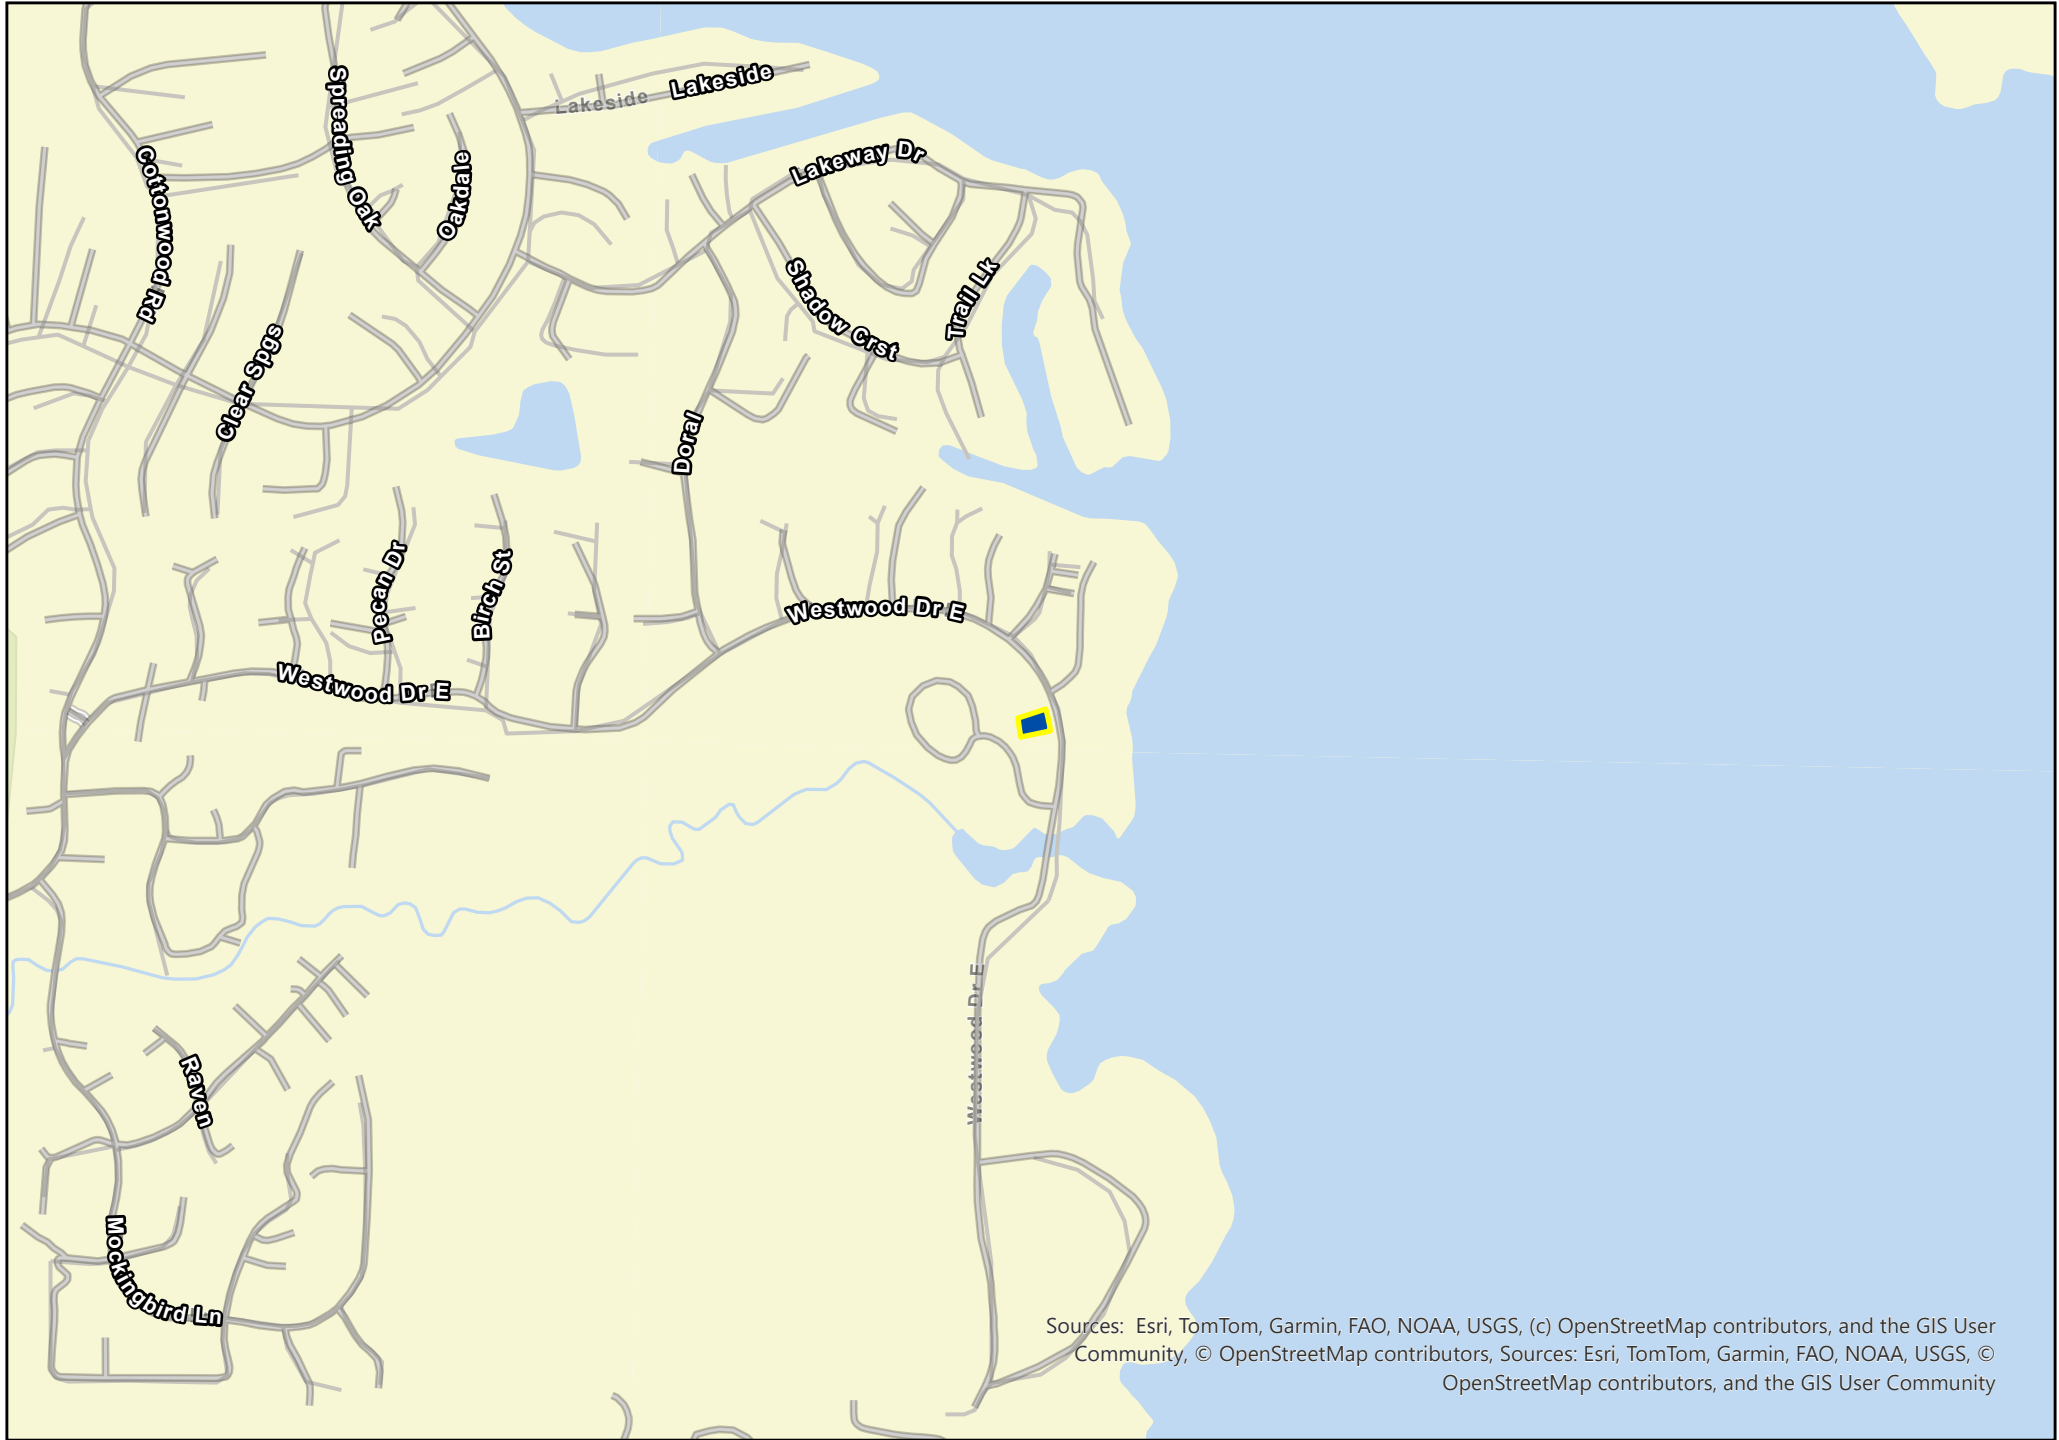 Lakeside
Lakeside
Spreading Oak
Cottonwood Rd
Oakdale
Lakeway Dr
Shadow Crst
Trail Lk
Clear Spgs
Doral
Pecan Dr
Birch St
Westwood Dr E
Westwood Dr E
Westwood Dr E
Raven
Mockingbird Ln
Sources: Esri, TomTom, Garmin, FAO, NOAA, USGS, (c) OpenStreetMap contributors, and the GIS User
Community, © OpenStreetMap contributors, Sources: Esri, TomTom, Garmin, FAO, NOAA, USGS, ©
OpenStreetMap contributors, and the GIS User Community